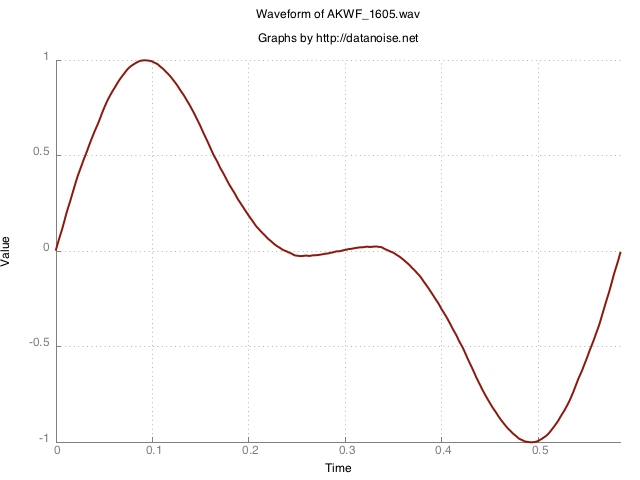 Waveform of AKWF_1605.wav
Graphs by http://datanoise.net
1
0.5
0
-0.5
-1
Value
0 0.1 0.2 0.3 0.4 0.5
Time